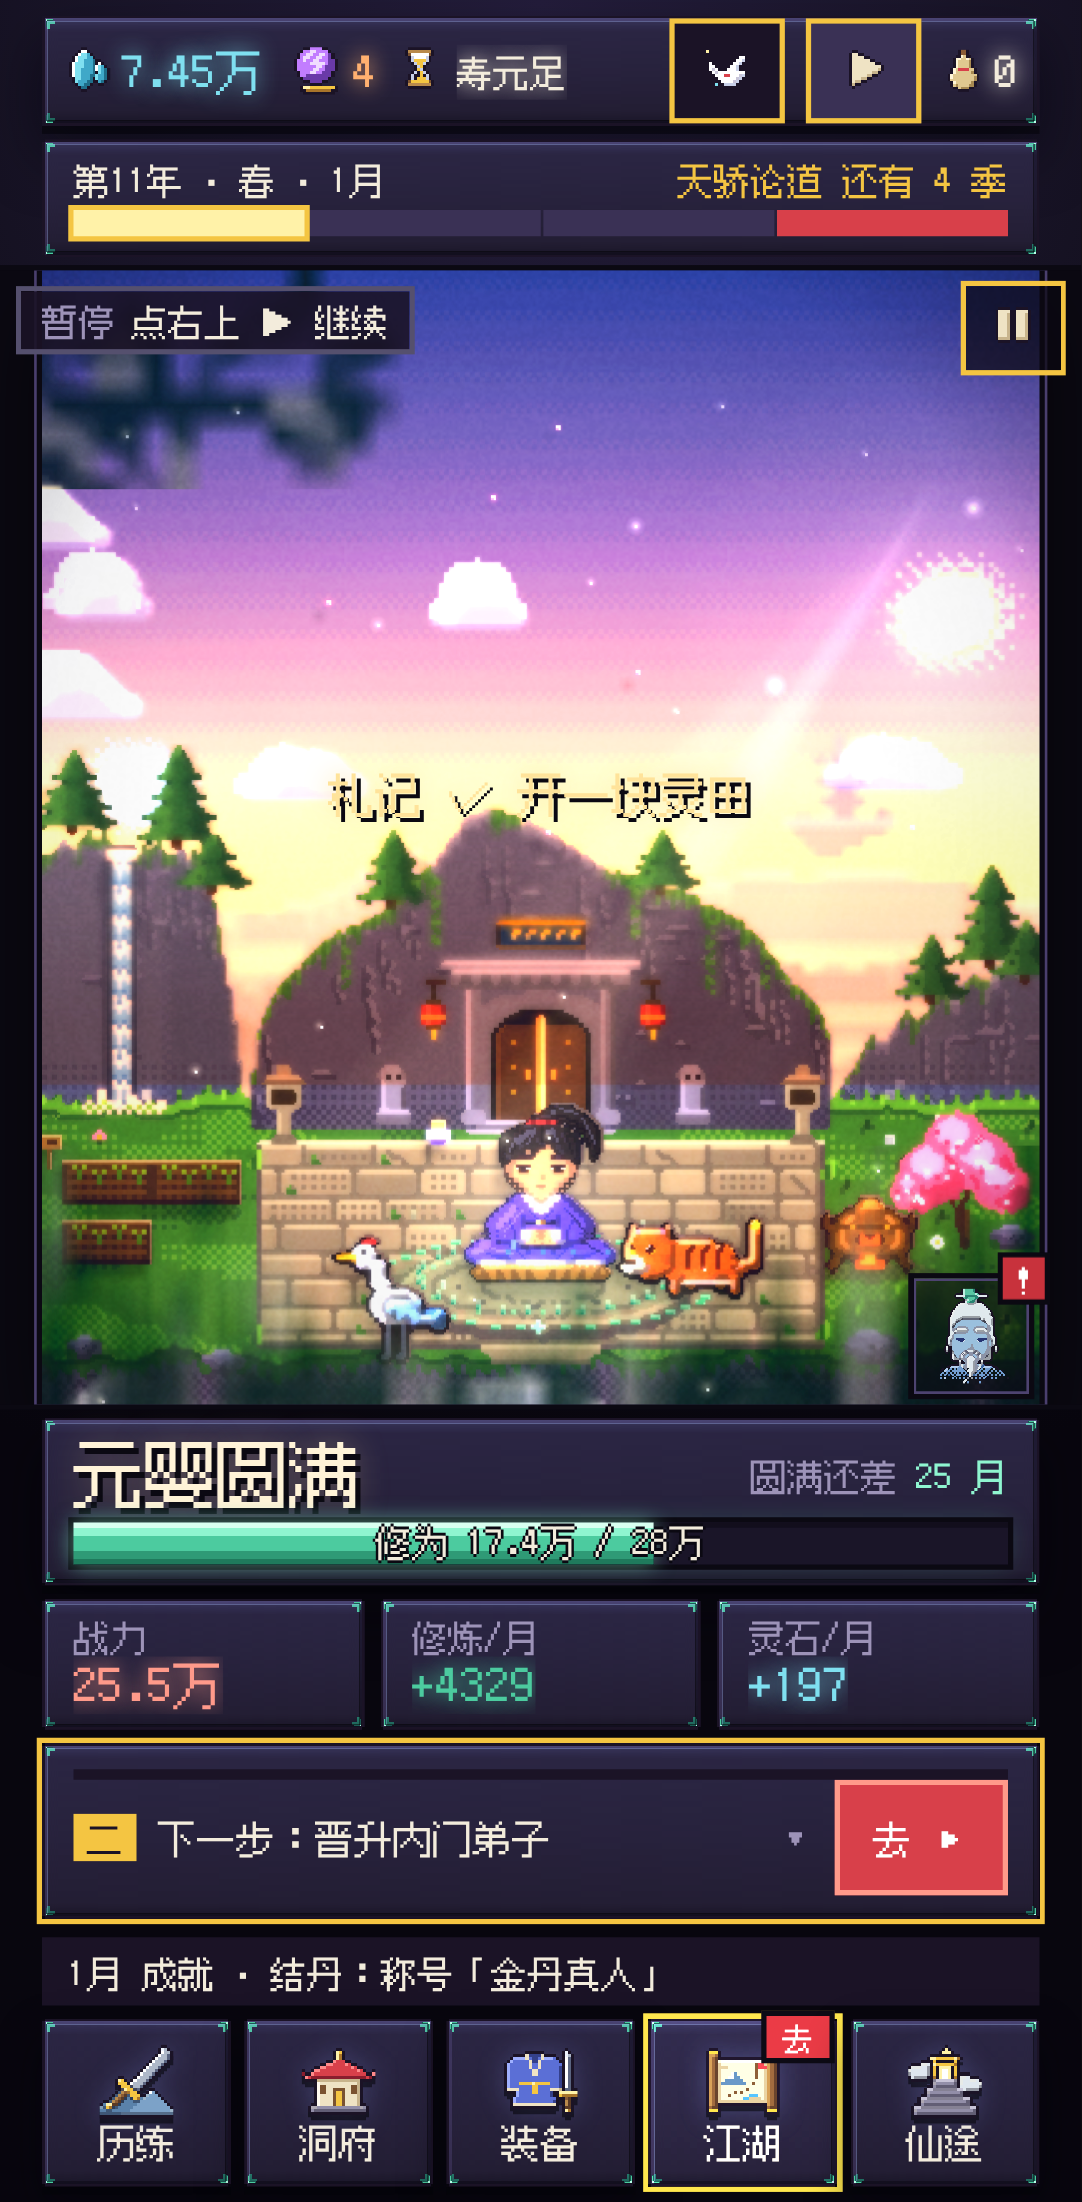 7.45万 4 寿元足 0
第11年 · 春 · 1月 天骄论道 还有 4 季
暂停 点右上 ▶ 继续
札记 ✓ 开一块灵田
元婴圆满 圆满还差 25 月
修为 17.4万 / 28万
战力 修炼/月 灵石/月
25.5万 +4329 +197
二 下一步：晋升内门弟子 ▼ 去 ▶
1月 成就 · 结丹：称号「金丹真人」
去
历练 洞府 装备 江湖 仙途